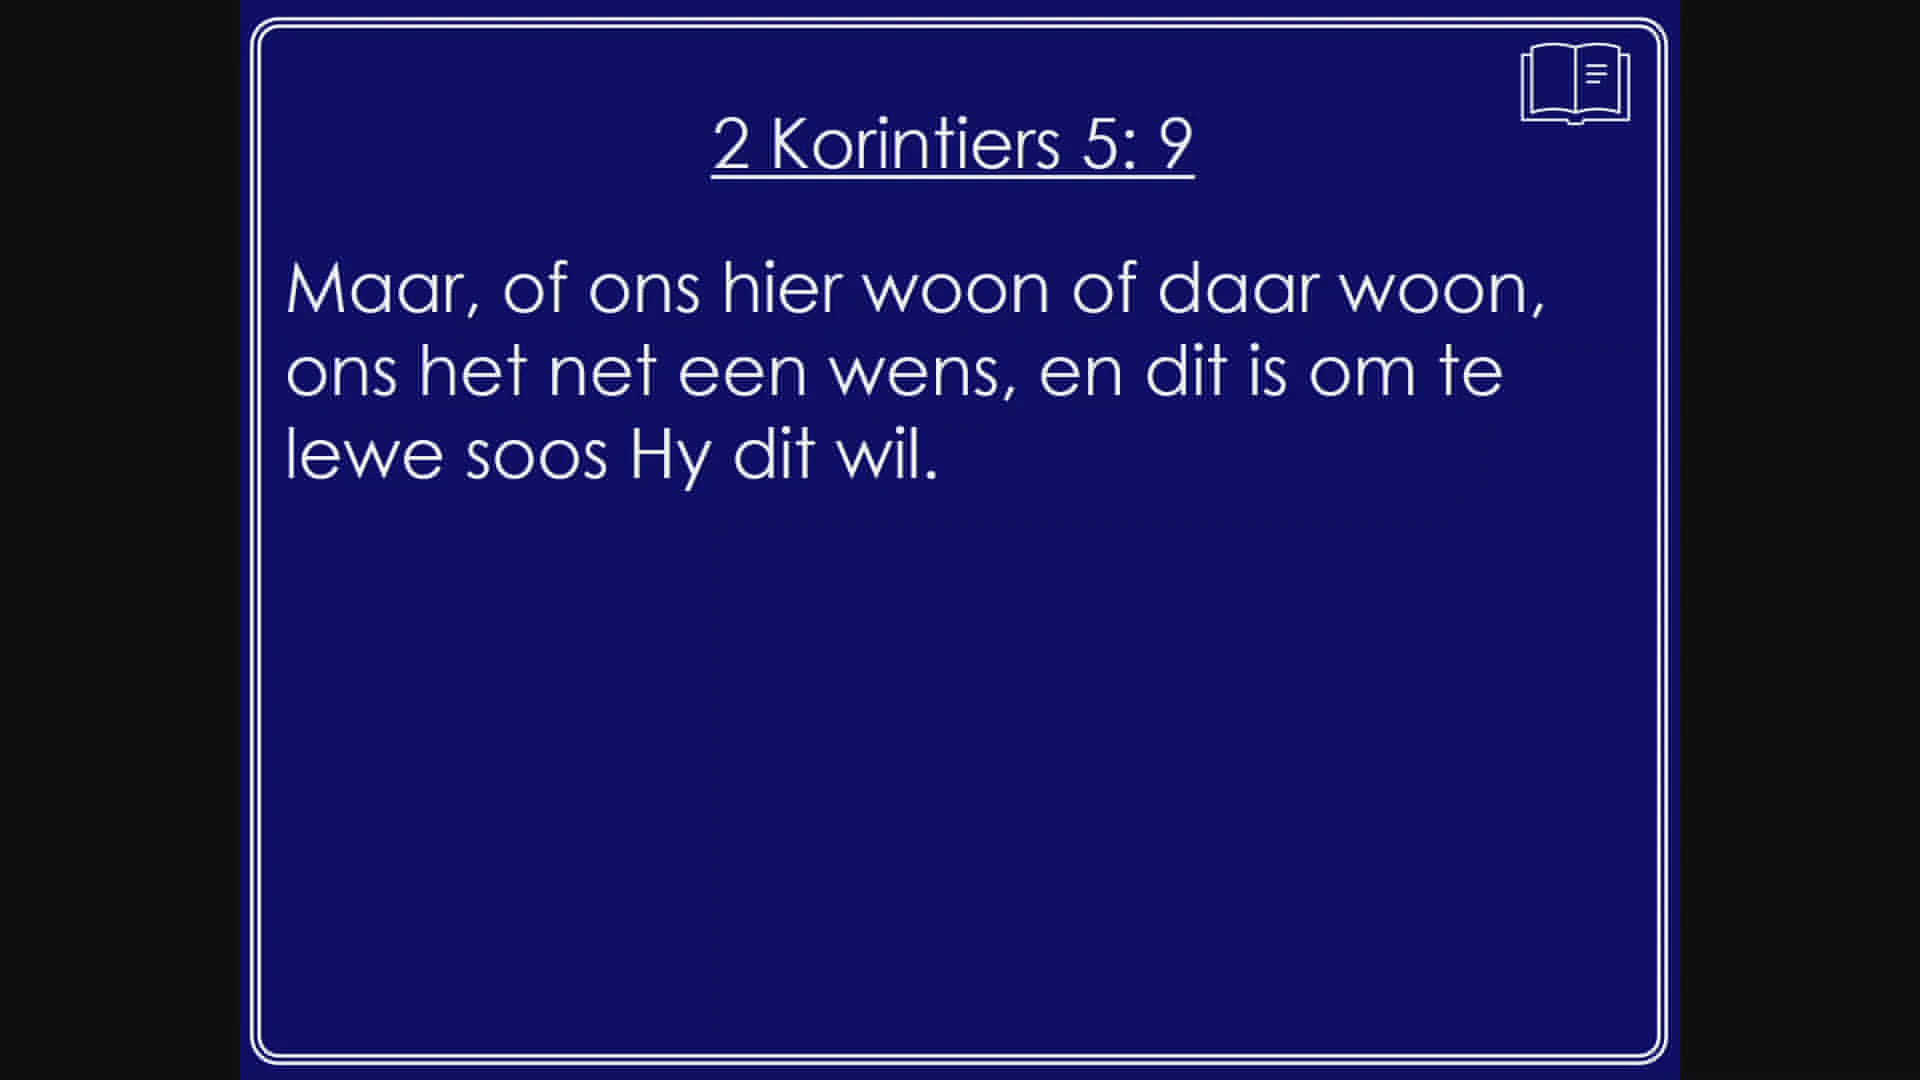 2 Korintiers 5: 9
Maar, of ons hier woon of daar woon,
ons het net een wens, en dit is om te
lewe soos Hy dit wil.